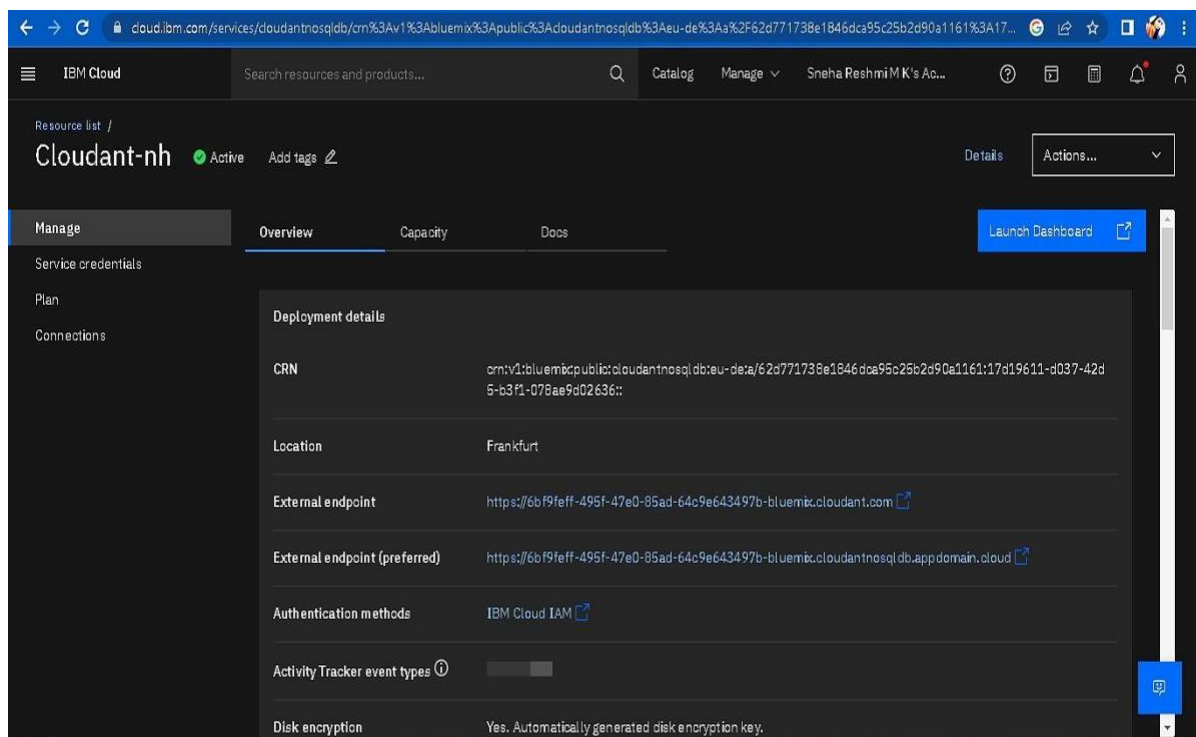 cloud.ibm.com/services/cloudantnosqldb/crn%3Av1%3Abluemix%3Apublic%3Acloudantnosqldb%3Aeu-de%3Aa%2F62d771738e1846dca95c25b2d90a1161%3A17...
IBM Cloud
Search resources and products...
Catalog
Manage
Sneha Reshmi M K's Ac...
Resource list /
Cloudant-nh
Active
Add tags
Details
Actions...
Manage
Service credentials
Plan
Connections
Overview
Capacity
Docs
Launch Dashboard
Deployment details
CRN
crn:v1:bluemix:public:cloudantnosqldb:eu-de:a/62d771738e1846dca95c25b2d90a1161:17d19611-d037-42d
5-b3f1-078ae9d02636::
Location
Frankfurt
External endpoint
https://6bf9feff-495f-47e0-85ad-64c9e643497b-bluemix.cloudant.com
External endpoint (preferred)
https://6bf9feff-495f-47e0-85ad-64c9e643497b-bluemix.cloudantnosqldb.appdomain.cloud
Authentication methods
IBM Cloud IAM
Activity Tracker event types
Disk encryption
Yes. Automatically generated disk encryption key.